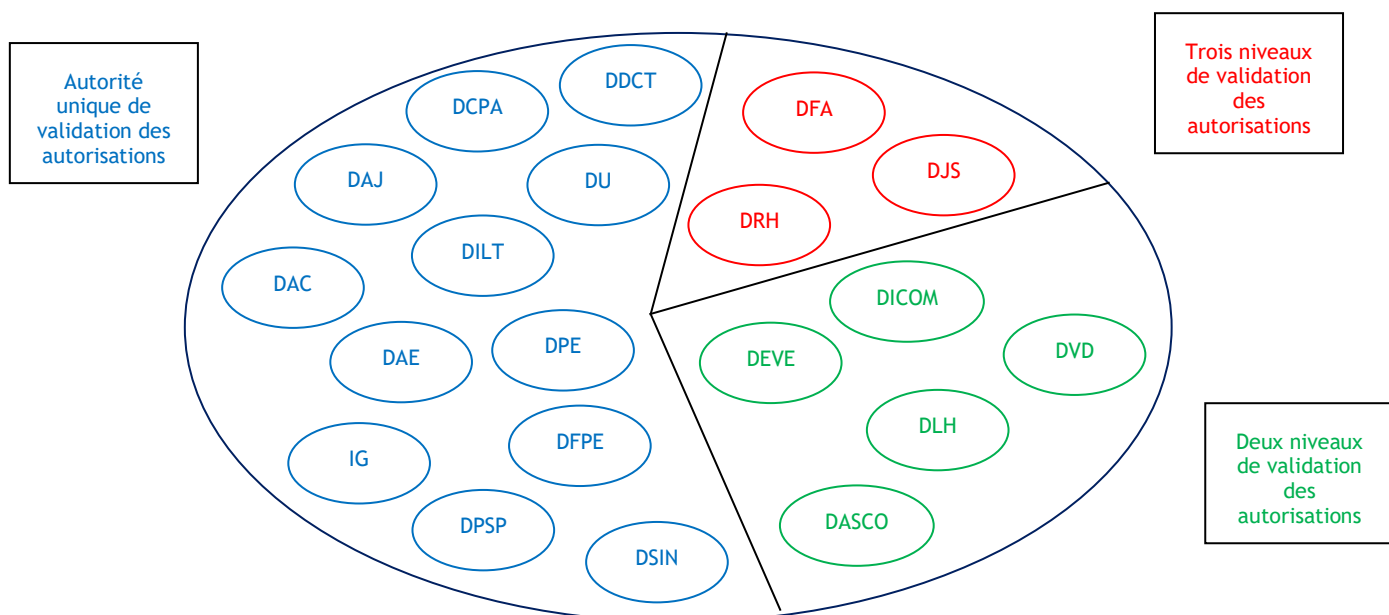 Autorité
unique de
validation des
autorisations
DDCT
DCPA
DAJ
DU
DILT
DAC
DAE
DPE
DFPE
IG
DPSP
DSIN
Trois niveaux
de validation
des
autorisations
DFA
DJS
DRH
DICOM
DEVE
DVD
DLH
DASCO
Deux niveaux
de validation
des
autorisations